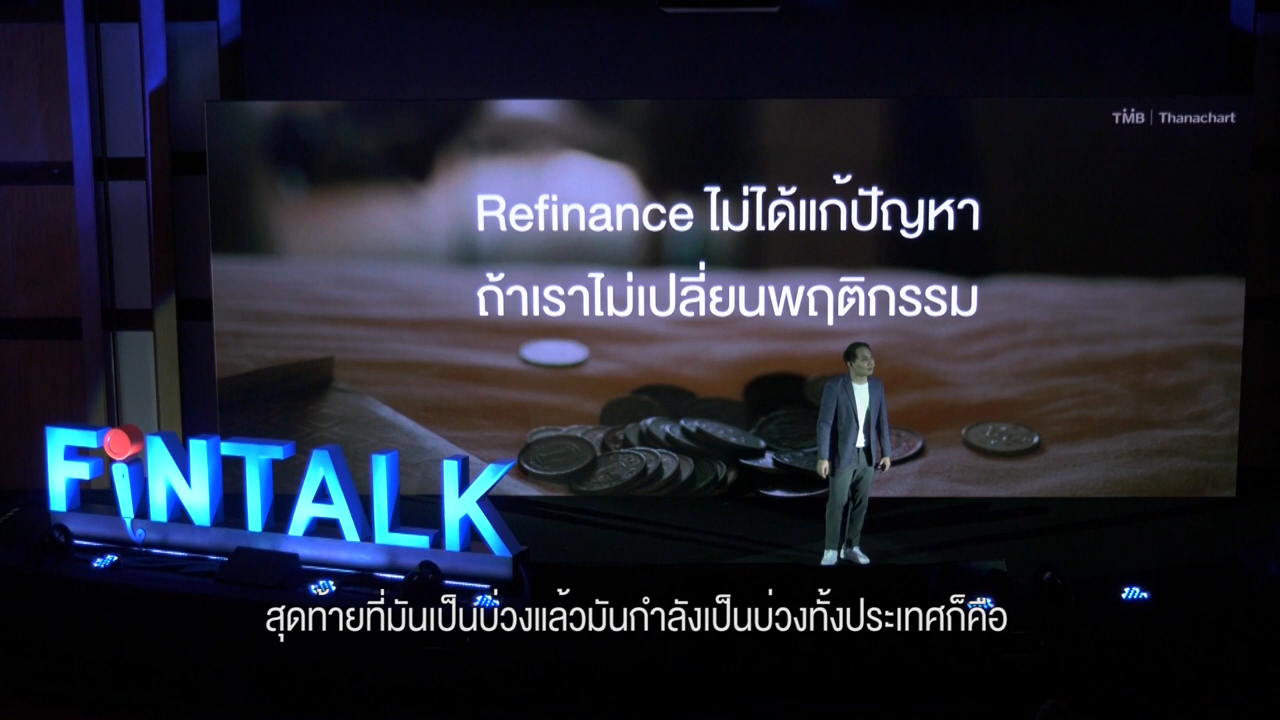 TMB | Thanachart
Refinance ไม่ได้แก้ปัญหา
ถ้าเราไม่เปลี่ยนพฤติกรรม
FiNTALK
สุดท้ายที่มันเป็นบ่วงแล้วมันกำลังเป็นบ่วงทั้งประเทศก็คือ